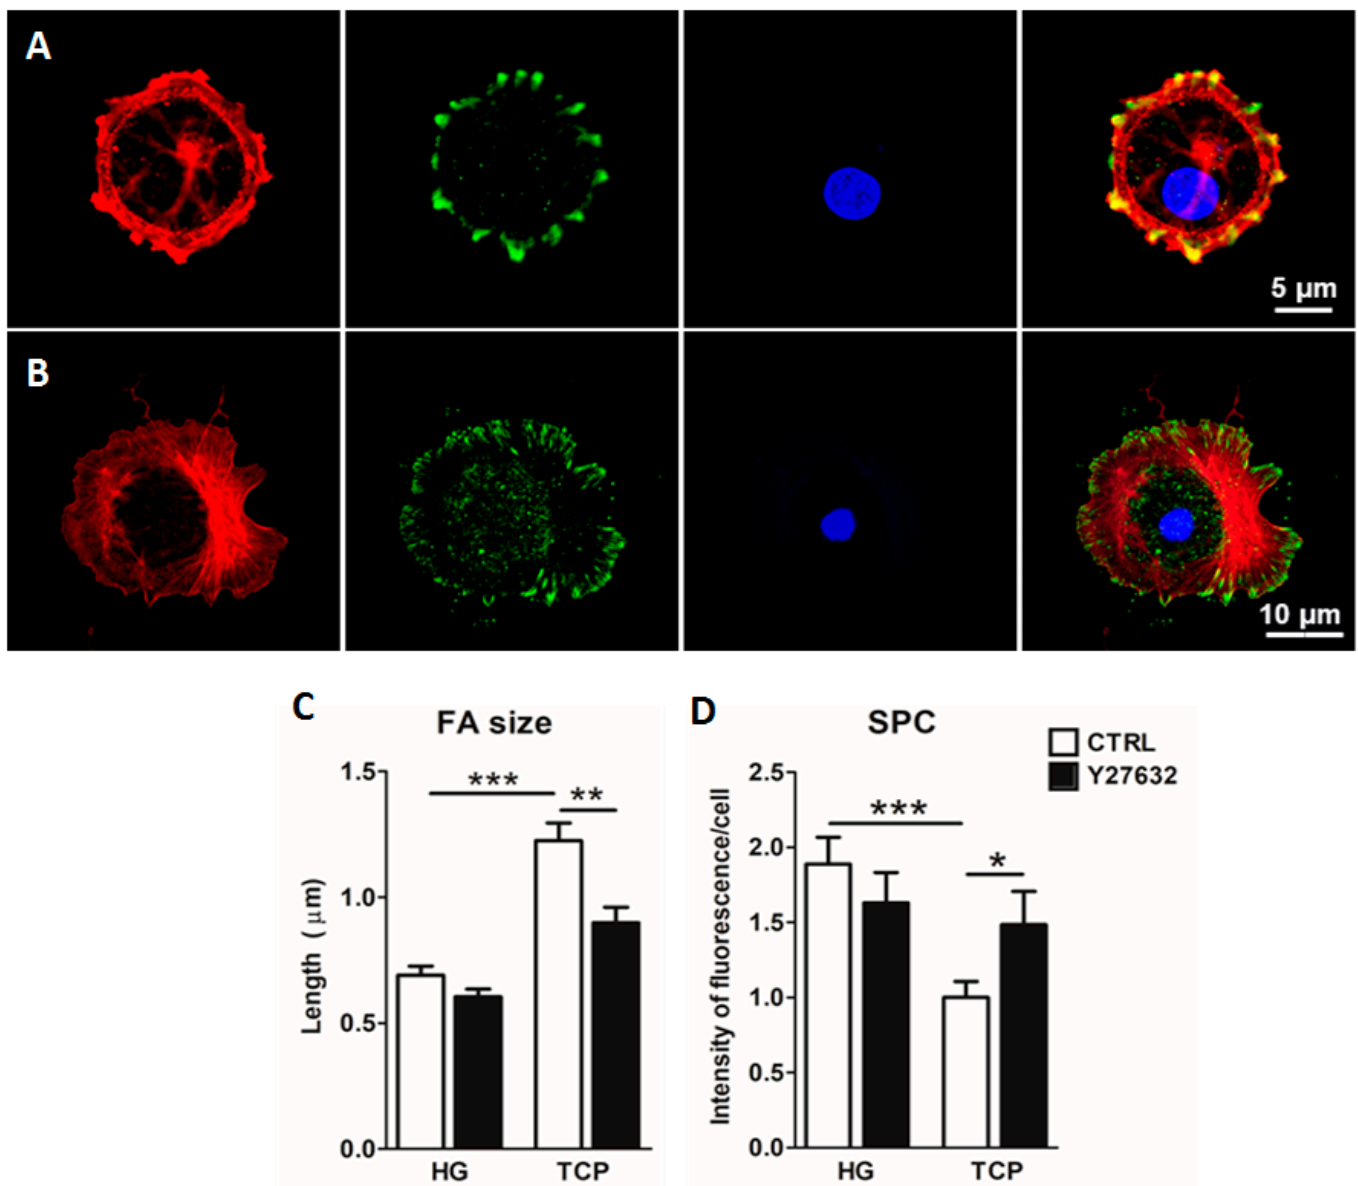 A
5 μm
B
10 μm
C
FA size
D
SPC
CTRL
Y27632
1.5
***
**
1.0
0.5
0.0
Length ( μm)
HG
TCP
2.5
***
2.0
*
1.5
1.0
0.5
0.0
Intensity of fluorescence/cell
HG
TCP